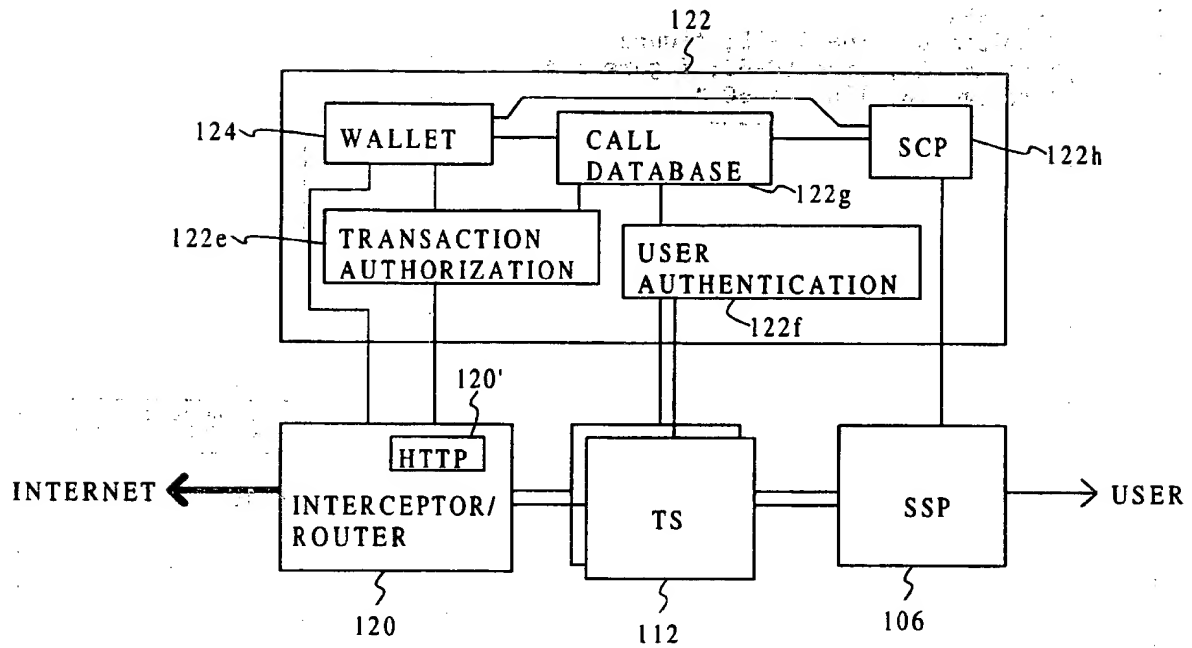 122
124
WALLET
CALL
DATABASE
SCP
122h
122g
122e
TRANSACTION
AUTHORIZATION
USER
AUTHENTICATION
122f
120'
HTTP
INTERNET
INTERCEPTOR/
ROUTER
TS
SSP
USER
120
112
106